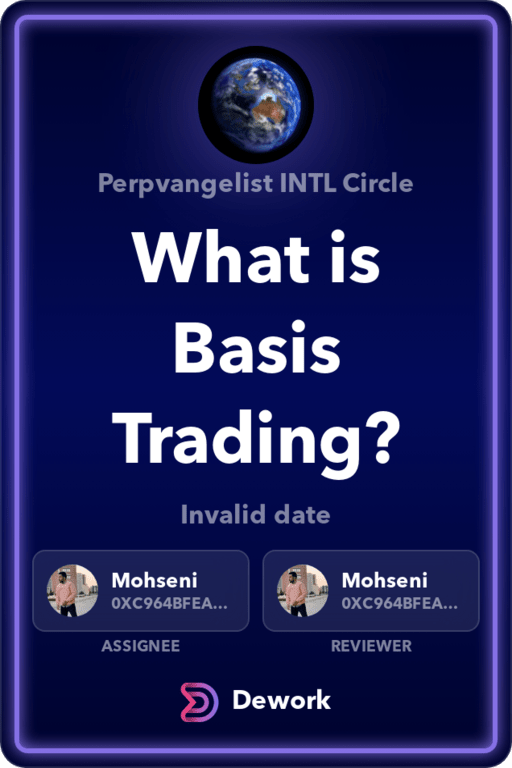 Perpvangelist INTL Circle
What is
Basis
Trading?
Invalid date
Mohseni
0XC964BFEA...
ASSIGNEE
Mohseni
0XC964BFEA...
REVIEWER
Dework